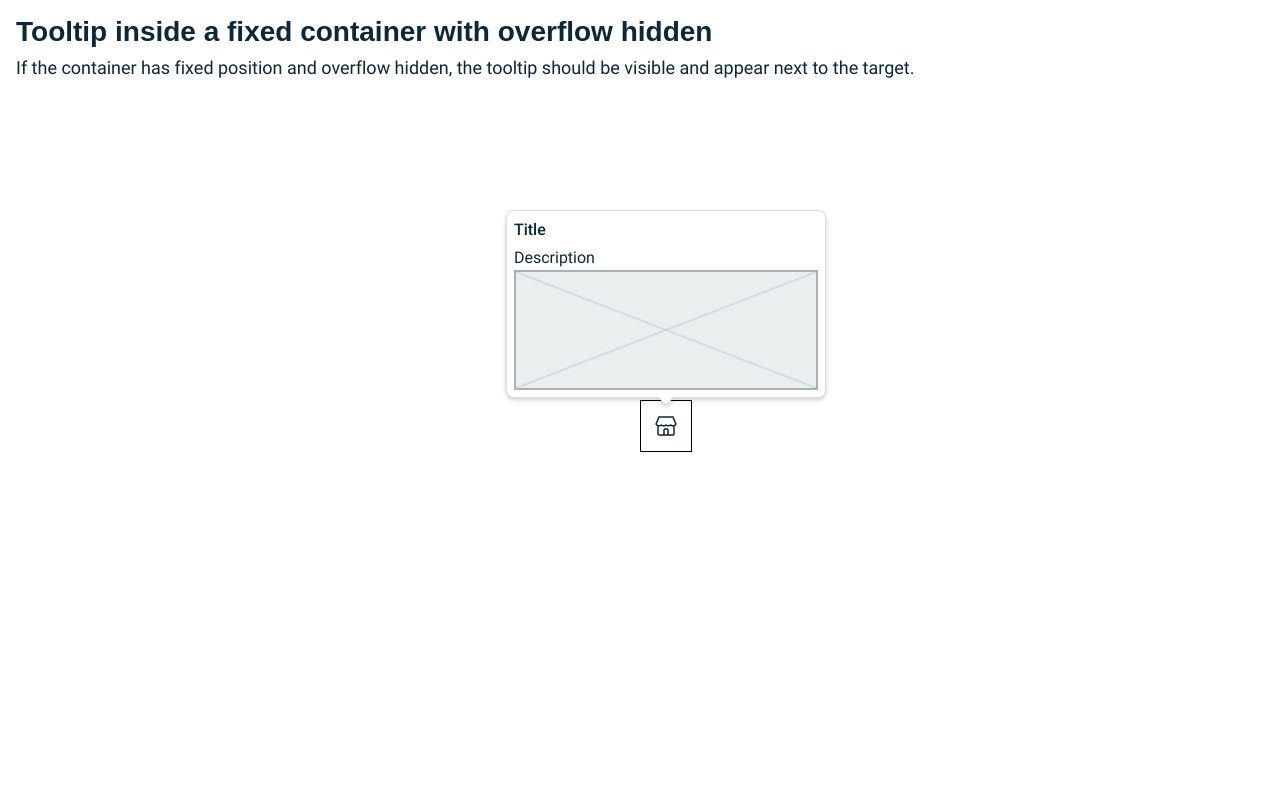 Tooltip inside a fixed container with overflow hidden
If the container has fixed position and overflow hidden, the tooltip should be visible and appear next to the target.
Title
Description